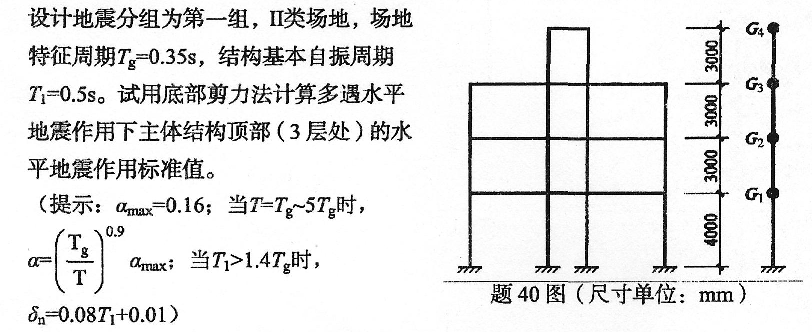 设计地震分组为第一组，II类场地，场地
特征周期Tg=0.35s，结构基本自振周期
T1=0.5s。试用底部剪力法计算多遇水平
地震作用下主体结构顶部（3层处）的水
平地震作用标准值。
（提示：αmax=0.16；当T=Tg~5Tg时，
α=(Tg/T)^0.9 αmax；当T1>1.4Tg时，
δn=0.08T1+0.01）
G4
3000
G3
3000
G2
3000
G1
4000
题40图（尺寸单位：mm）